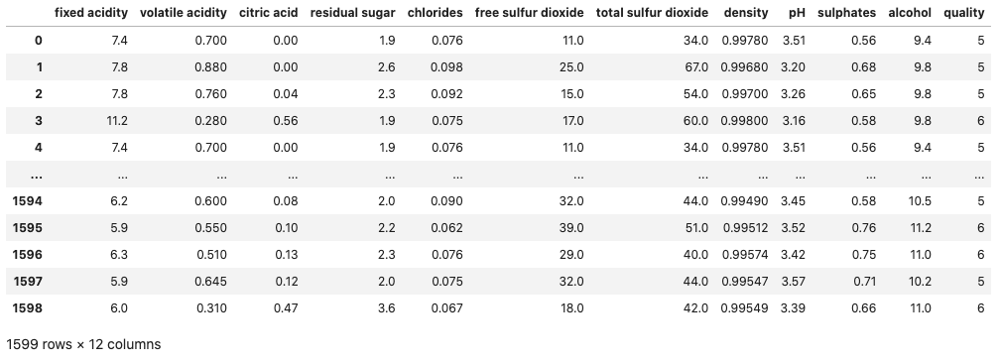 fixed acidity volatile acidity citric acid residual sugar chlorides free sulfur dioxide total sulfur dioxide density pH sulphates alcohol quality
0 7.4 0.700 0.00 1.9 0.076 11.0 34.0 0.99780 3.51 0.56 9.4 5
1 7.8 0.880 0.00 2.6 0.098 25.0 67.0 0.99680 3.20 0.68 9.8 5
2 7.8 0.760 0.04 2.3 0.092 15.0 54.0 0.99700 3.26 0.65 9.8 5
3 11.2 0.280 0.56 1.9 0.075 17.0 60.0 0.99800 3.16 0.58 9.8 6
4 7.4 0.700 0.00 1.9 0.076 11.0 34.0 0.99780 3.51 0.56 9.4 5
... ... ... ... ... ... ... ... ... ... ... ... ...
1594 6.2 0.600 0.08 2.0 0.090 32.0 44.0 0.99490 3.45 0.58 10.5 5
1595 5.9 0.550 0.10 2.2 0.062 39.0 51.0 0.99512 3.52 0.76 11.2 6
1596 6.3 0.510 0.13 2.3 0.076 29.0 40.0 0.99574 3.42 0.75 11.0 6
1597 5.9 0.645 0.12 2.0 0.075 32.0 44.0 0.99547 3.57 0.71 10.2 5
1598 6.0 0.310 0.47 3.6 0.067 18.0 42.0 0.99549 3.39 0.66 11.0 6
1599 rows × 12 columns